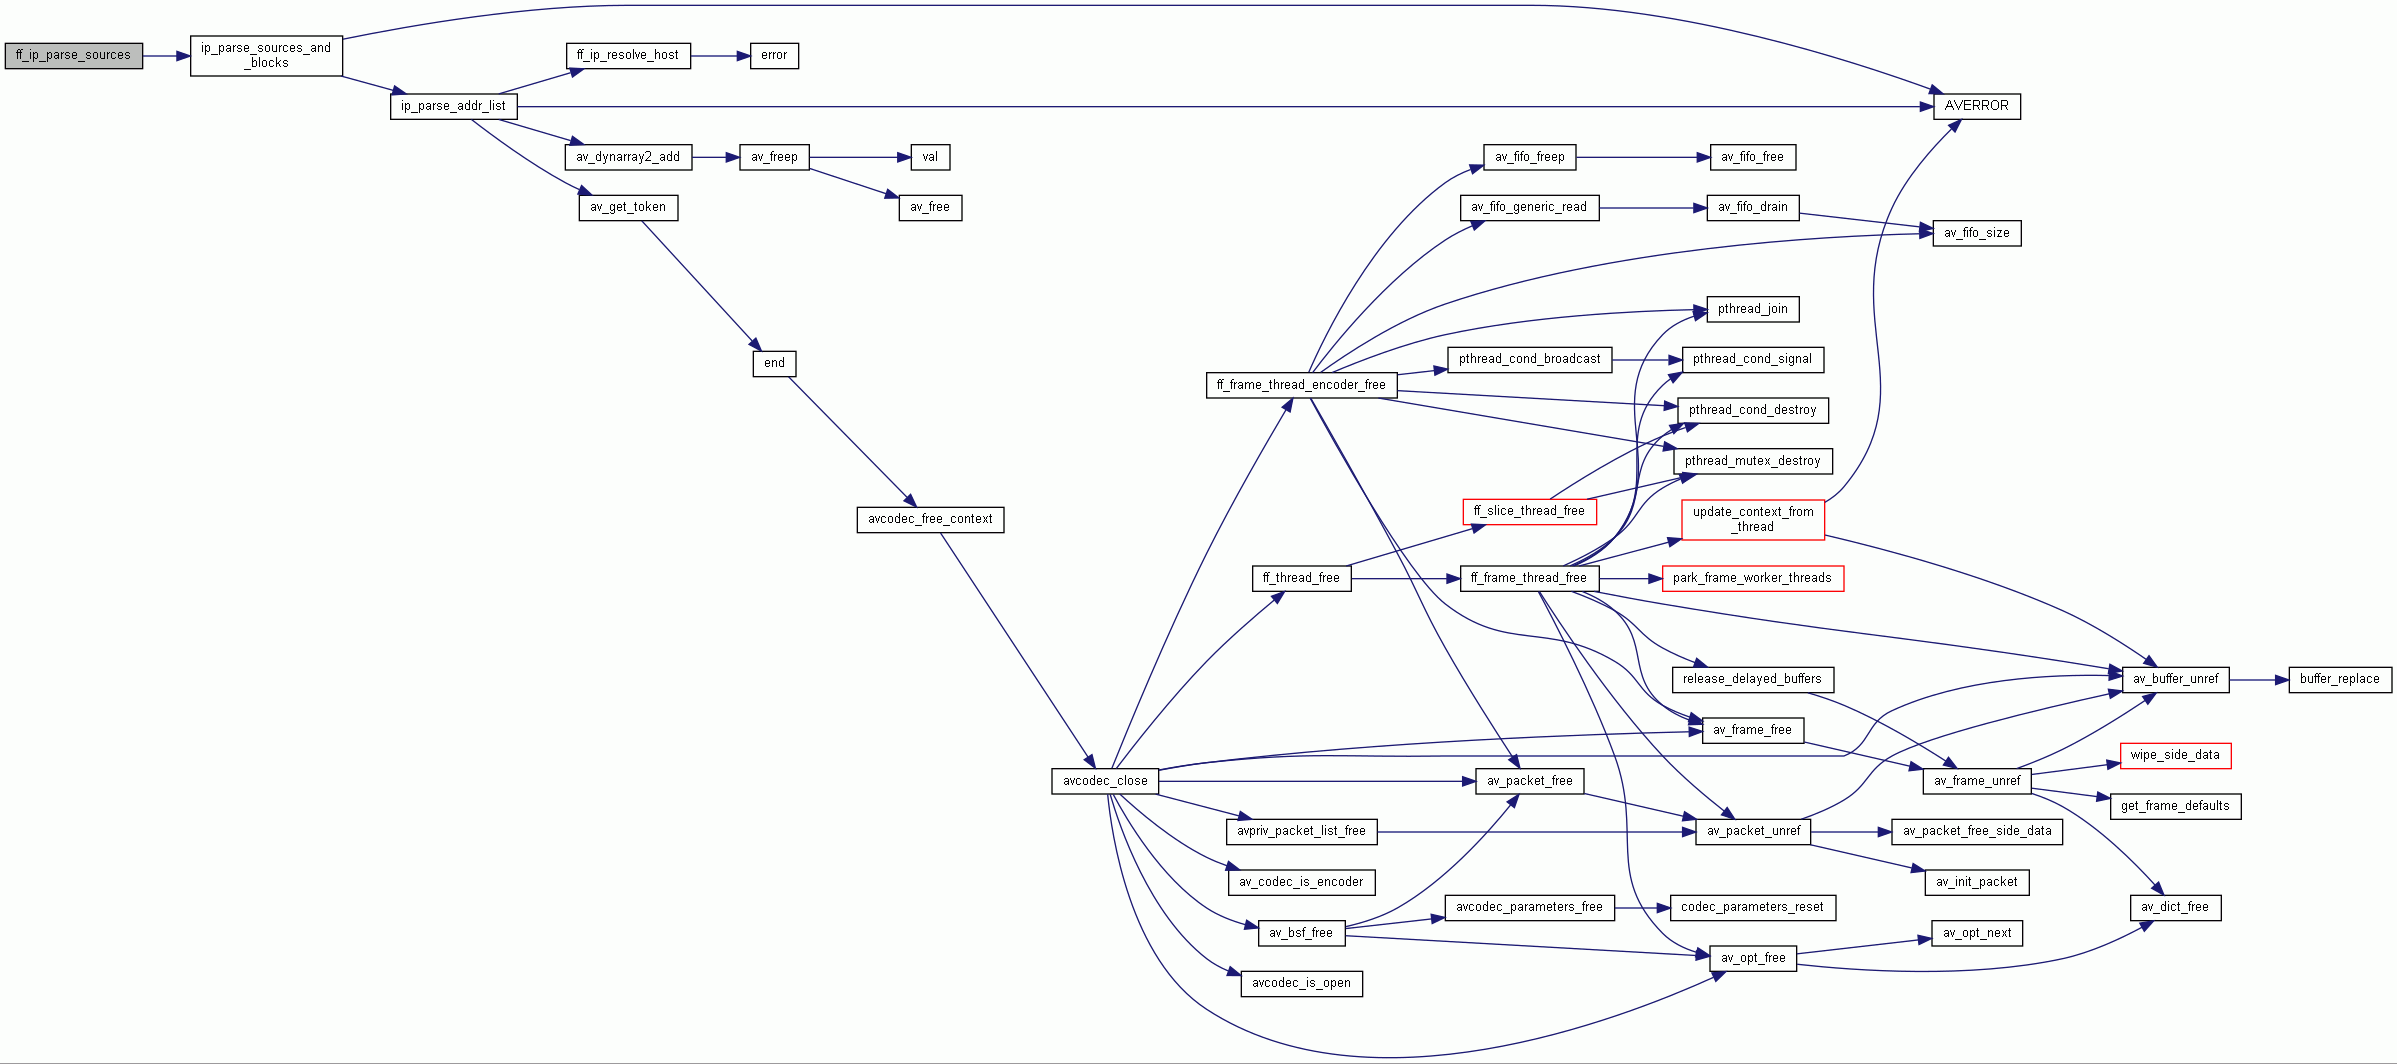 ff_ip_parse_sources
ip_parse_sources_and
_blocks
ip_parse_addr_list
ff_ip_resolve_host
error
AVERROR
av_dynarray2_add
av_freep
val
av_free
av_get_token
end
avcodec_free_context
avcodec_close
ff_frame_thread_encoder_free
av_fifo_freep
av_fifo_free
av_fifo_generic_read
av_fifo_drain
av_fifo_size
pthread_join
pthread_cond_broadcast
pthread_cond_signal
pthread_cond_destroy
pthread_mutex_destroy
ff_slice_thread_free
update_context_from
_thread
ff_thread_free
ff_frame_thread_free
park_frame_worker_threads
release_delayed_buffers
av_buffer_unref
buffer_replace
av_frame_free
wipe_side_data
av_packet_free
av_frame_unref
get_frame_defaults
avpriv_packet_list_free
av_packet_unref
av_packet_free_side_data
av_codec_is_encoder
av_init_packet
avcodec_parameters_free
codec_parameters_reset
av_dict_free
av_bsf_free
av_opt_next
av_opt_free
avcodec_is_open